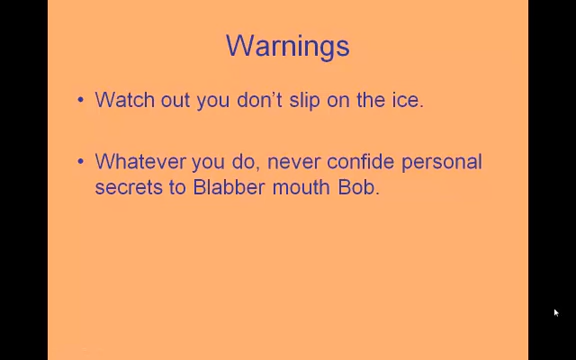 Warnings
• Watch out you don't slip on the ice.
• Whatever you do, never confide personal
secrets to Blabber mouth Bob.